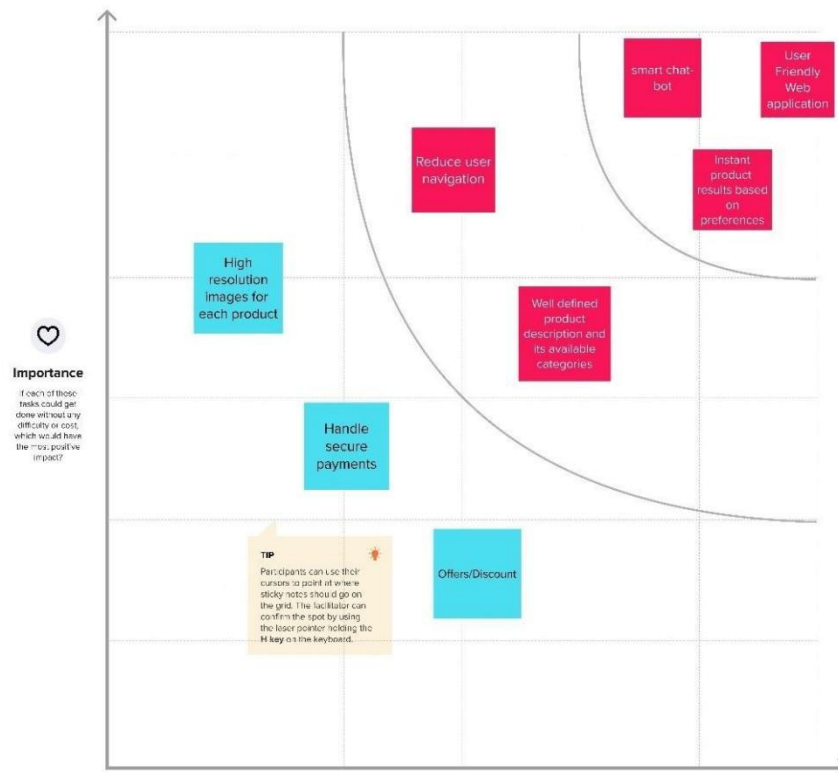 smart chat-
bot
User
Friendly
Web
application
Reduce user
navigation
Instant
product
results based
on
preferences
High
resolution
images for
each product
Well defined
product
description and
its available
categories
Importance
If each of these
tasks could get
done without any
difficulty or cost,
which would have
the most positive
impact?
Handle
secure
payments
TIP
Participants can use their
cursors to point at where
sticky notes should go on
the grid. The facilitator can
confirm the spot by using
the laser pointer holding the
H key on the keyboard.
Offers/Discount